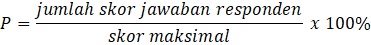 P = jumlah skor jawaban responden / skor maksimal x 100%